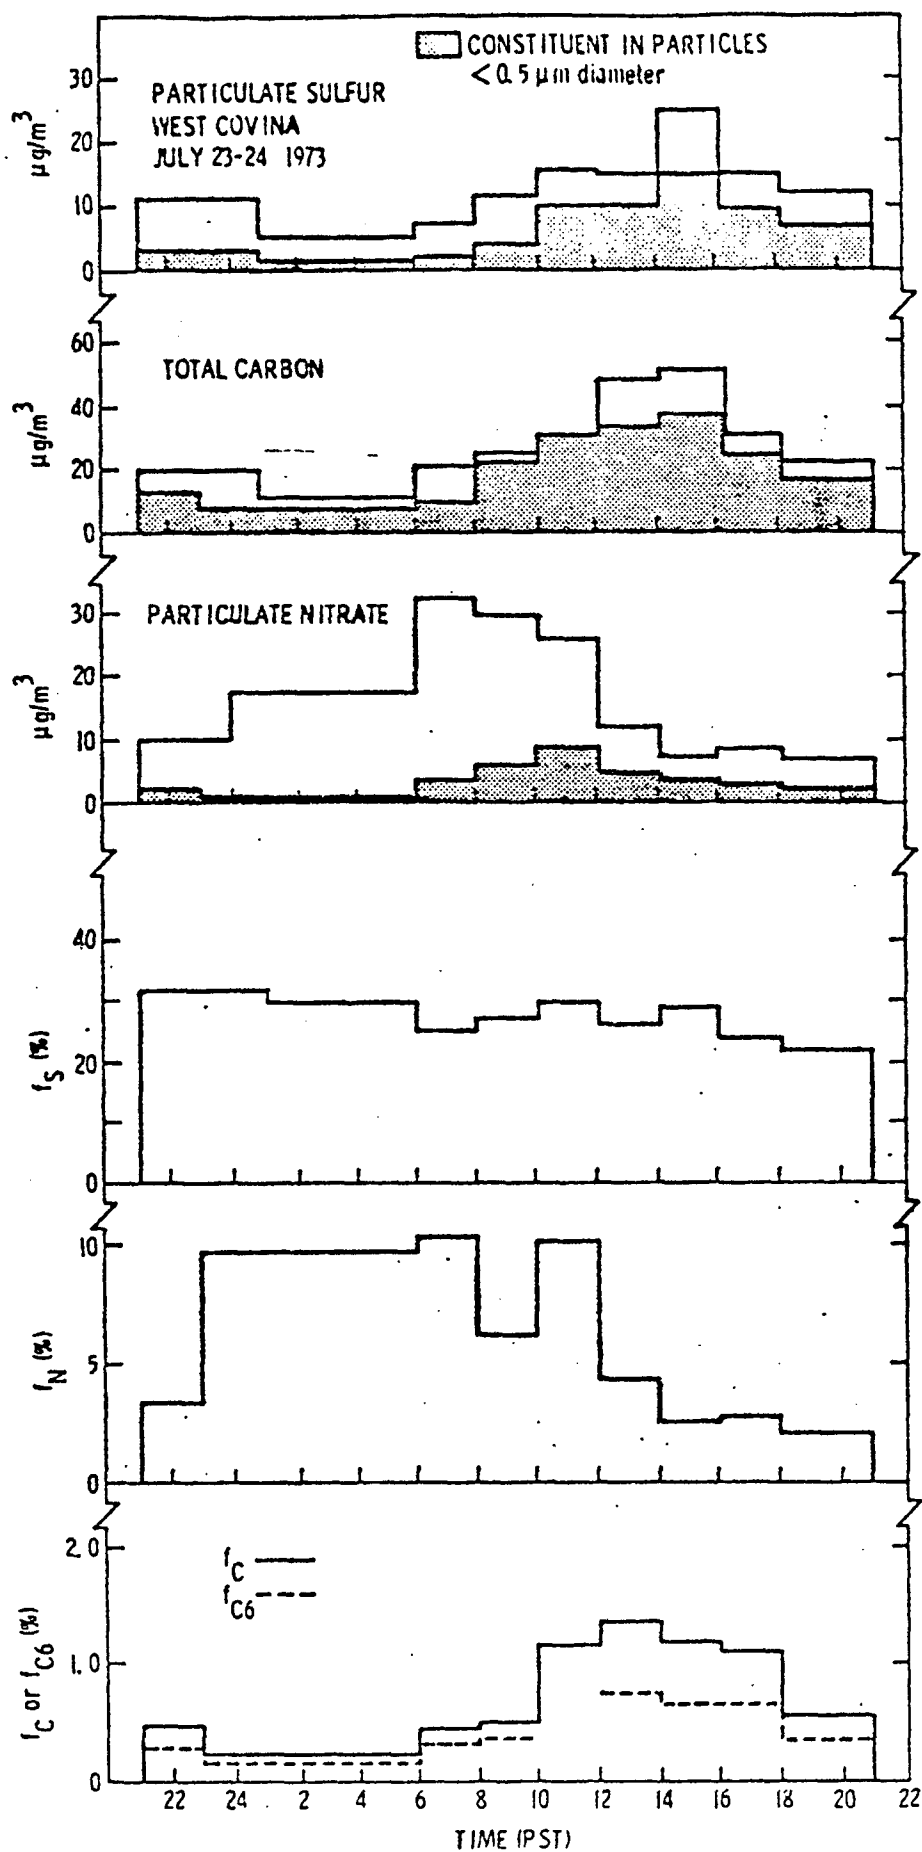 CONSTITUENT IN PARTICLES
< 0.5 µm diameter
PARTICULATE SULFUR
WEST COVINA
JULY 23-24 1973
µg/m³
30
20
10
0
TOTAL CARBON
µg/m³
60
40
20
0
PARTICULATE NITRATE
µg/m³
30
20
10
0
fS (%)
40
20
0
fN (%)
10
5
0
fC
fC6
fC or fC6 (%)
2.0
1.0
0
22 24 2 4 6 8 10 12 14 16 18 20 22
TIME (PST)